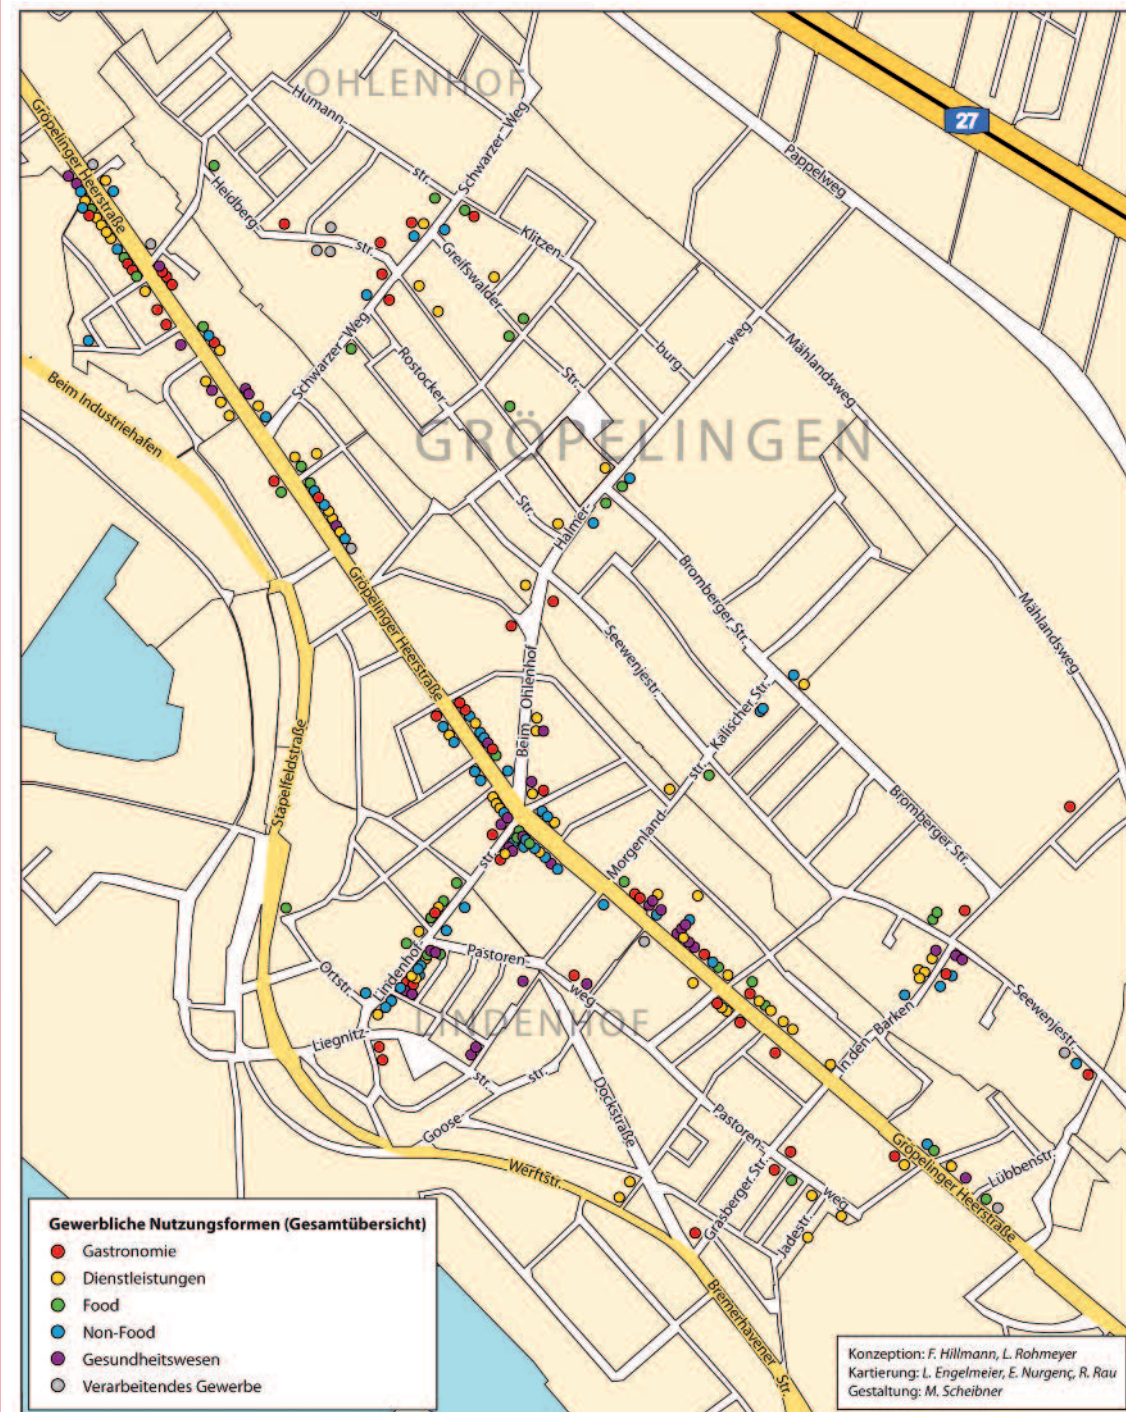 OHLENHOF
27
Gröpelinger Heerstraße
Humann-
str.
Schwarzer Weg
Pappelweg
Heidberg-
str.
Klitzen-
burg
Greifswalder
Str.
Schwarzer Weg
Rostocker
Str.
weg
Mählandsweg
Beim Industriehafen
GRÖPELINGEN
Halmer-
Gröpelinger Heerstraße
Bromberger Str.
Mählandsweg
Seewenjestr.
Beim Ohlenhof
Kalischer Str.
Stapelfeldstraße
str.
Morgenland-
Bromberger Str.
str.
Lindenhof-
Pastoren-
weg
Ortstr.
LINDENHOF
Liegnitz-
str.
str.
Goose-
In den Barken
Seewenjestr.
Dockstraße
Pastoren-
weg
Gröpelinger Heerstraße
Lübbenstr.
Werftstr.
Grasberger Str.
Jadestr.
Bremerhavener Str.
Gewerbliche Nutzungsformen (Gesamtübersicht)
Gastronomie
Dienstleistungen
Food
Non-Food
Gesundheitswesen
Verarbeitendes Gewerbe
Konzeption: F. Hillmann, L. Rohmeyer
Kartierung: L. Engelmeier, E. Nurgenç, R. Rau
Gestaltung: M. Scheibner